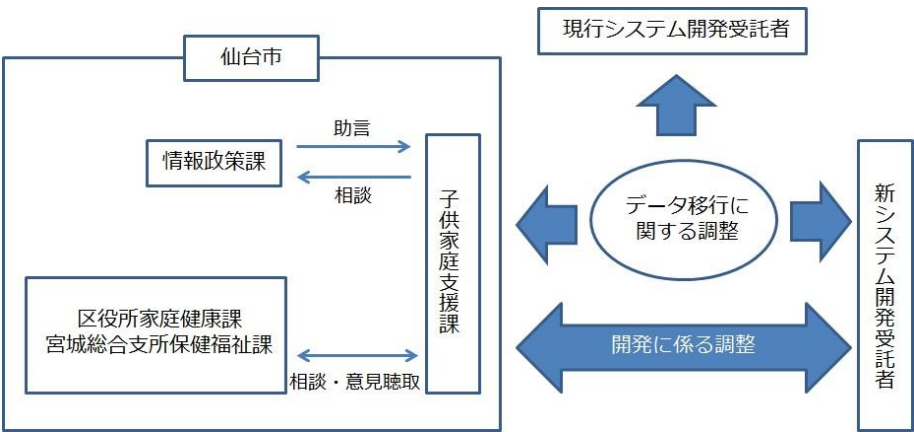 現行システム開発受託者
仙台市
助言
情報政策課
相談
子供家庭支援課
データ移行に
関する調整
新システム開発受託者
区役所家庭健康課
宮城総合支所保健福祉課
開発に係る調整
相談・意見聴取